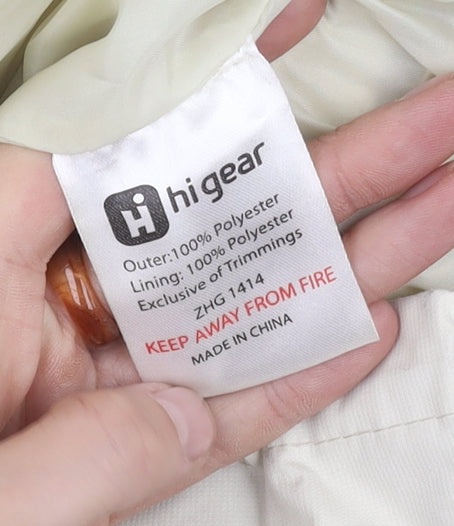 Hi hi gear
Outer:100% Polyester
Lining: 100% Polyester
Exclusive of Trimmings
ZHG 1414
KEEP AWAY FROM FIRE
MADE IN CHINA